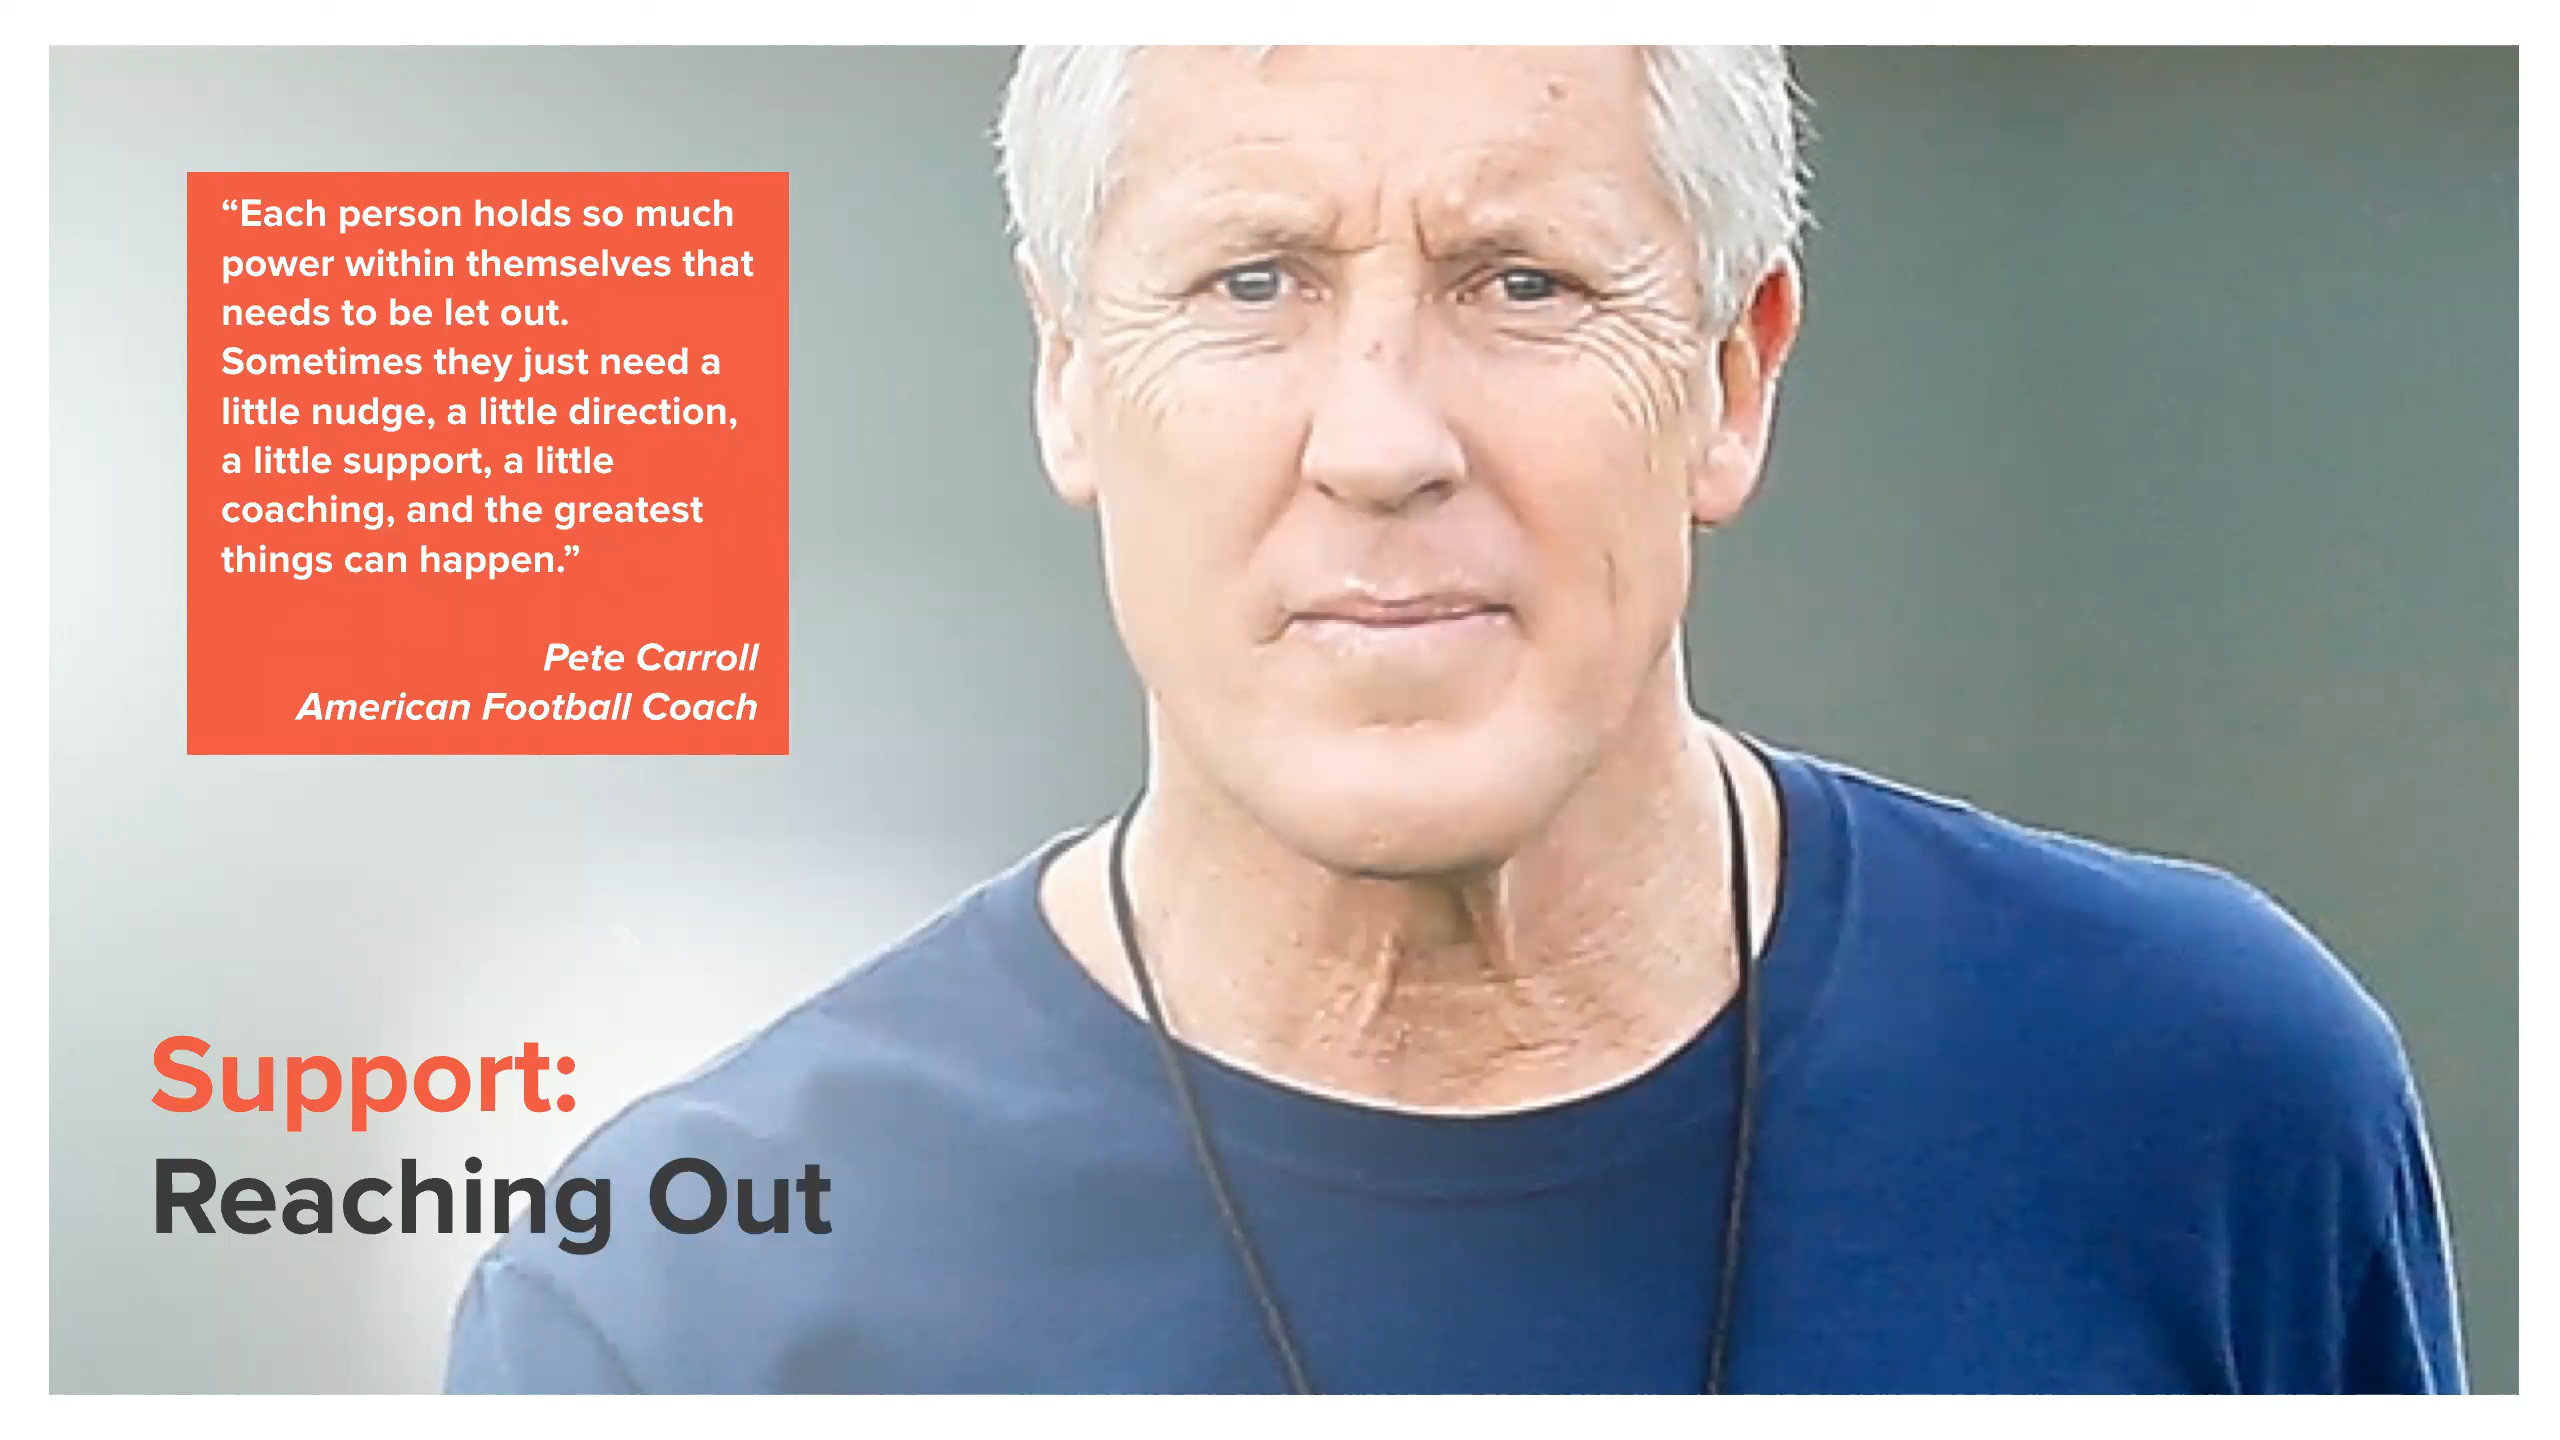 “Each person holds so much
power within themselves that
needs to be let out.
Sometimes they just need a
little nudge, a little direction,
a little support, a little
coaching, and the greatest
things can happen.”
Pete Carroll
American Football Coach
Support:
Reaching Out